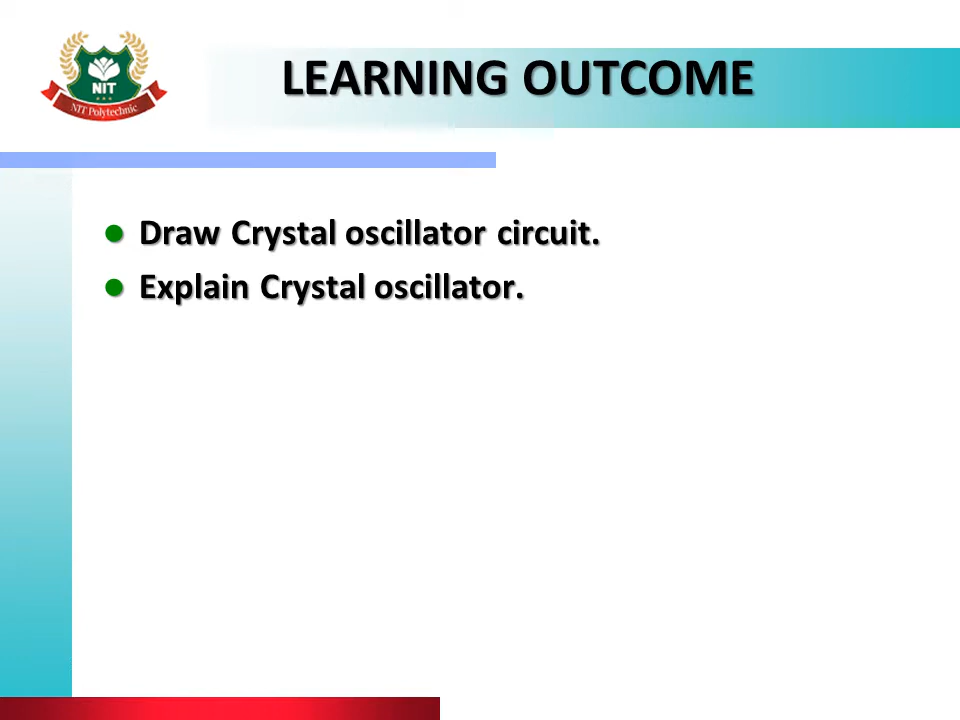 LEARNING OUTCOME
NIT
NIT Polytechnic
Draw Crystal oscillator circuit.
Explain Crystal oscillator.